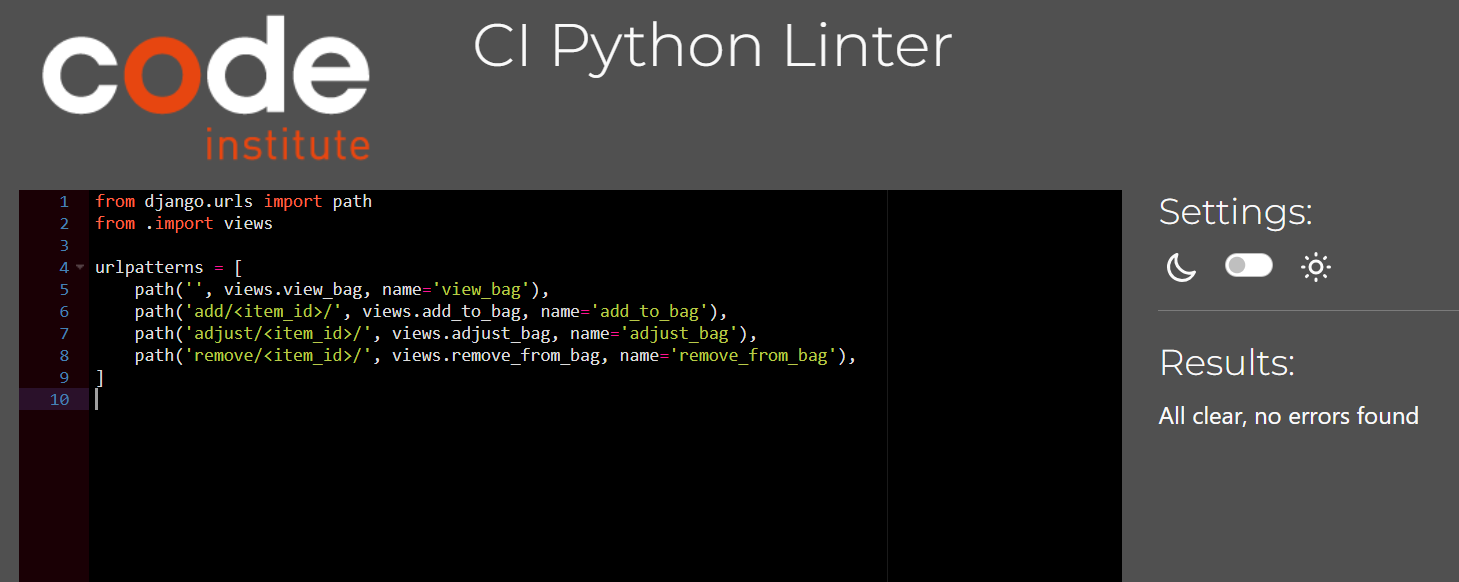 code
institute
CI Python Linter
1 from django.urls import path
2 from .import views
3
4 urlpatterns = [
5     path('', views.view_bag, name='view_bag'),
6     path('add/<item_id>/', views.add_to_bag, name='add_to_bag'),
7     path('adjust/<item_id>/', views.adjust_bag, name='adjust_bag'),
8     path('remove/<item_id>/', views.remove_from_bag, name='remove_from_bag'),
9 ]
10
Settings:
Results:
All clear, no errors found